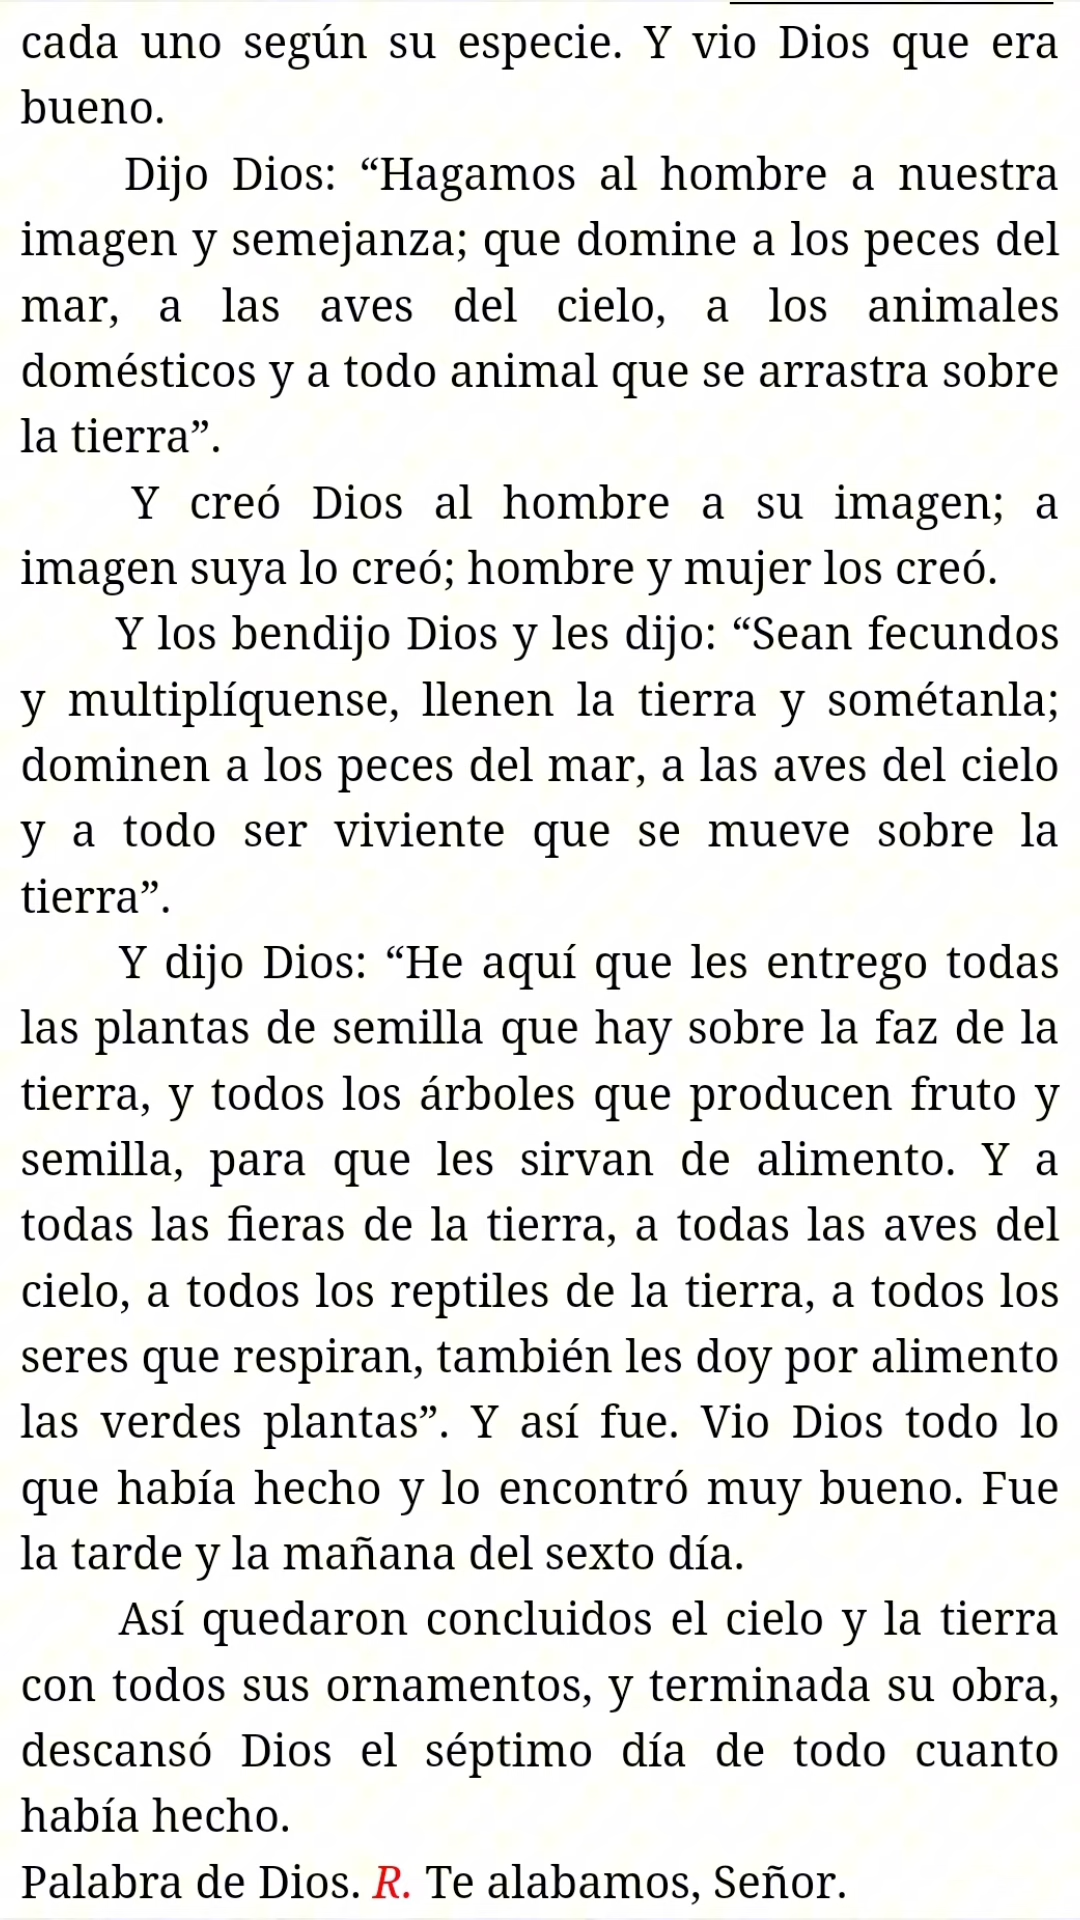 cada uno según su especie. Y vio Dios que era
bueno.
Dijo Dios: “Hagamos al hombre a nuestra
imagen y semejanza; que domine a los peces del
mar, a las aves del cielo, a los animales
domésticos y a todo animal que se arrastra sobre
la tierra”.
Y creó Dios al hombre a su imagen; a
imagen suya lo creó; hombre y mujer los creó.
Y los bendijo Dios y les dijo: “Sean fecundos
y multiplíquense, llenen la tierra y sométanla;
dominen a los peces del mar, a las aves del cielo
y a todo ser viviente que se mueve sobre la
tierra”.
Y dijo Dios: “He aquí que les entrego todas
las plantas de semilla que hay sobre la faz de la
tierra, y todos los árboles que producen fruto y
semilla, para que les sirvan de alimento. Y a
todas las fieras de la tierra, a todas las aves del
cielo, a todos los reptiles de la tierra, a todos los
seres que respiran, también les doy por alimento
las verdes plantas”. Y así fue. Vio Dios todo lo
que había hecho y lo encontró muy bueno. Fue
la tarde y la mañana del sexto día.
Así quedaron concluidos el cielo y la tierra
con todos sus ornamentos, y terminada su obra,
descansó Dios el séptimo día de todo cuanto
había hecho.
Palabra de Dios. R. Te alabamos, Señor.